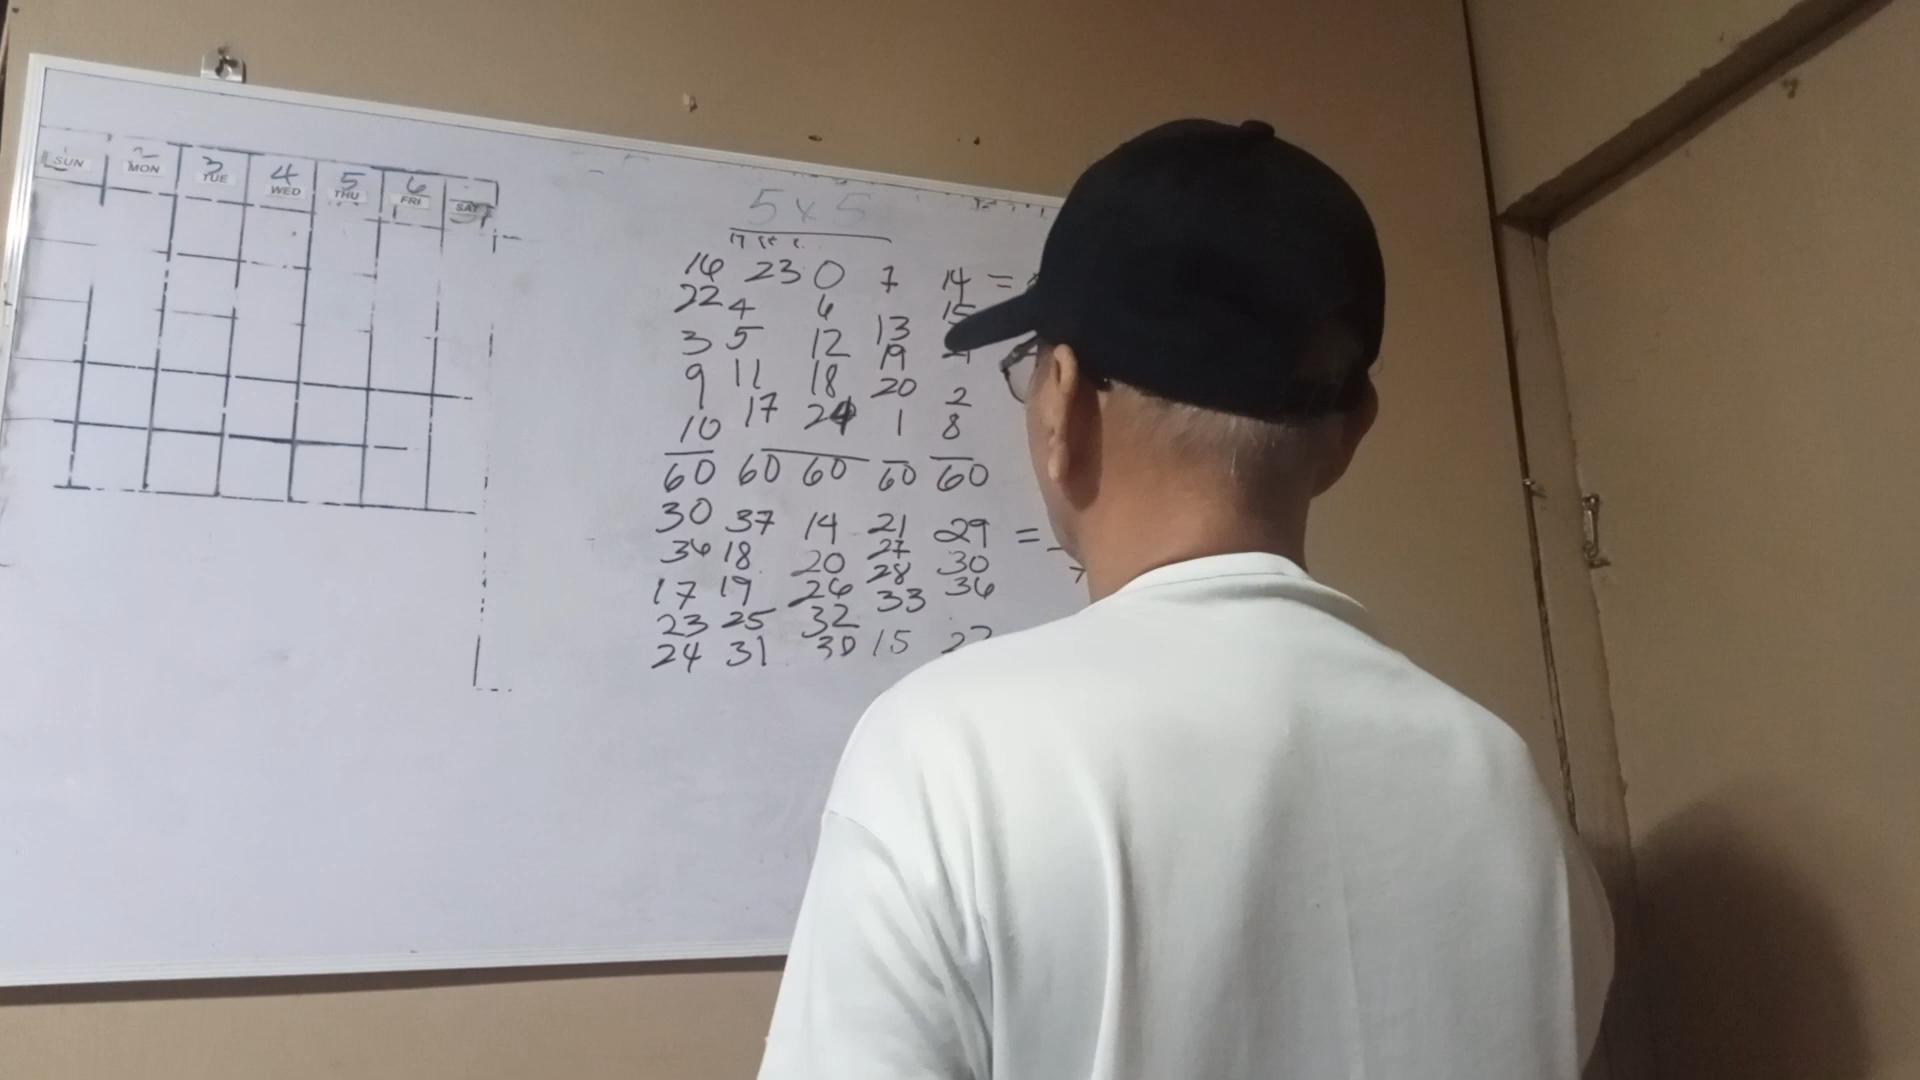 1 2 3 4 5 6
SUN MON TUE WED THU FRI SAT
5 x 5
16 23 0 7 14 =
22 4 6 13 15
3 5 12 19
9 11 18 20 2
10 17 24 1 8
60 60 60 60 60
30 37 14 21 29 =
36 18 20 27 30
17 19 26 28 36
23 25 32 33
24 31 30 15